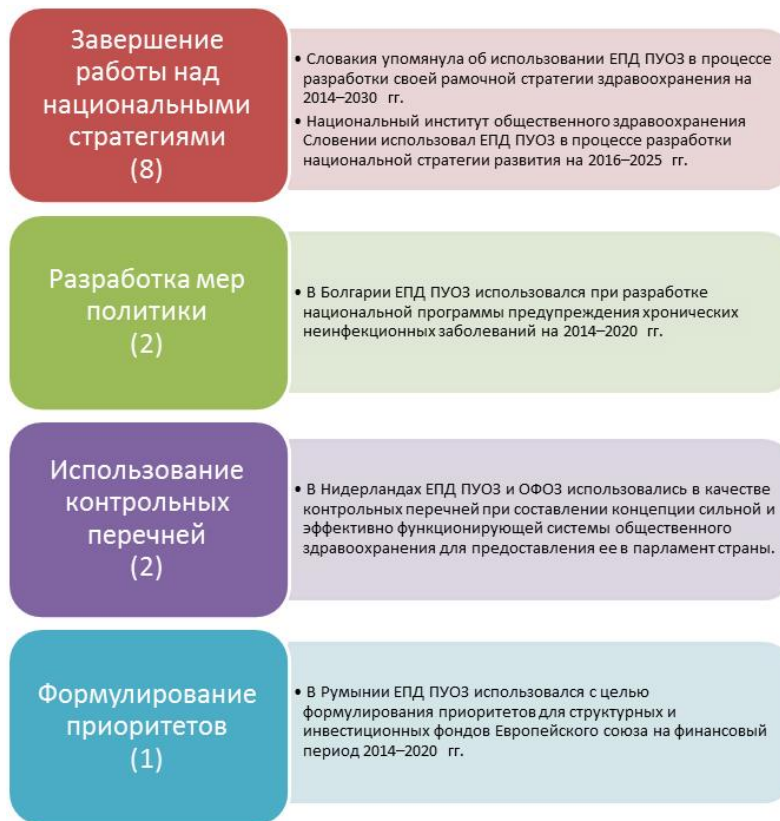 Завершение
работы над
национальными
стратегиями
(8)
• Словакия упомянула об использовании ЕПД ПУОЗ в процессе
разработки своей рамочной стратегии здравоохранения на
2014–2030 гг.
• Национальный институт общественного здравоохранения
Словении использовал ЕПД ПУОЗ в процессе разработки
национальной стратегии развития на 2016–2025 гг.
Разработка мер
политики
(2)
• В Болгарии ЕПД ПУОЗ использовался при разработке
национальной программы предупреждения хронических
неинфекционных заболеваний на 2014–2020 гг.
Использование
контрольных
перечней
(2)
• В Нидерландах ЕПД ПУОЗ и ОФОЗ использовались в качестве
контрольных перечней при составлении концепции сильной и
эффективно функционирующей системы общественного
здравоохранения для предоставления ее в парламент страны.
Формулирование
приоритетов
(1)
• В Румынии ЕПД ПУОЗ использовался с целью
формулирования приоритетов для структурных и
инвестиционных фондов Европейского союза на финансовый
период 2014–2020 гг.